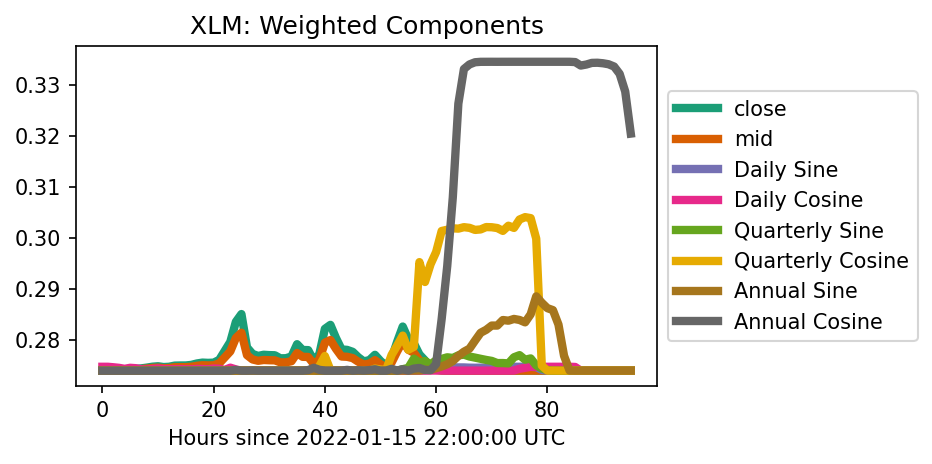 XLM: Weighted Components
0.33
0.32
0.31
0.30
0.29
0.28
0
20
40
60
80
Hours since 2022-01-15 22:00:00 UTC
close
mid
Daily Sine
Daily Cosine
Quarterly Sine
Quarterly Cosine
Annual Sine
Annual Cosine